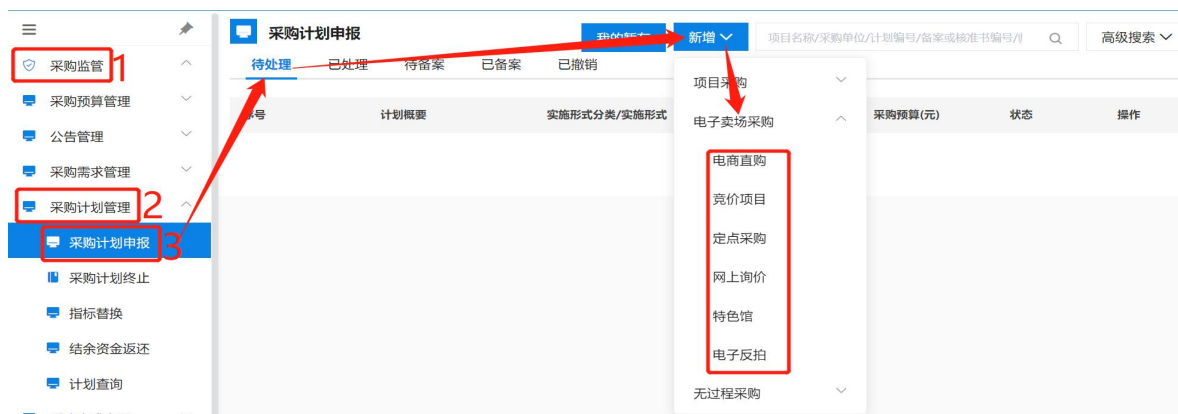 采购监管 1
采购预算管理
公告管理
采购需求管理
采购计划管理 2
采购计划申报 3
采购计划终止
指标替换
结余资金返还
计划查询
采购计划申报
我的暂存
新增
项目名称/采购单位/计划编号/备案或核准书编号/
高级搜索
待处理 已处理 待备案 已备案 已撤销
序号 计划概要 实施形式分类/实施形式 采购预算(元) 状态 操作
项目采购
电子卖场采购
电商直购
竞价项目
定点采购
网上询价
特色馆
电子反拍
无过程采购